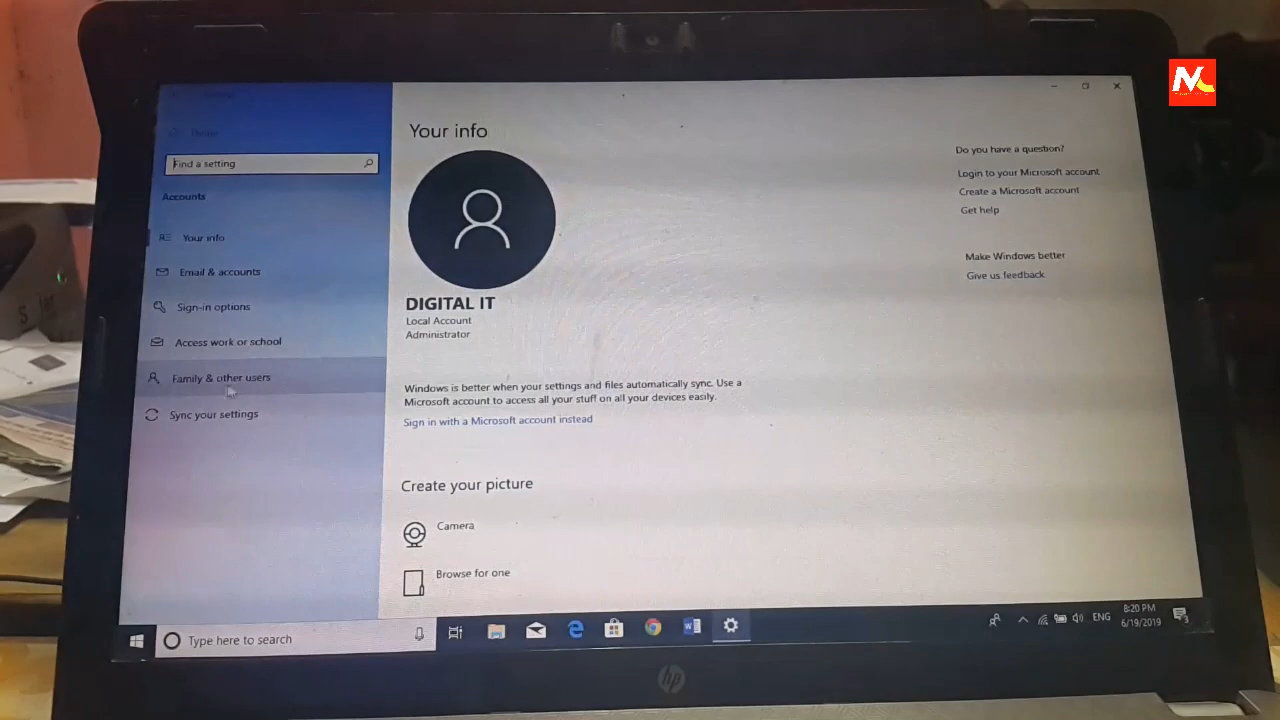 Home
Find a setting
Accounts
Your info
Email & accounts
Sign-in options
Access work or school
Family & other users
Sync your settings
Your info
DIGITAL IT
Local Account
Administrator
Windows is better when your settings and files automatically sync. Use a
Microsoft account to access all your stuff on all your devices easily.
Sign in with a Microsoft account instead
Create your picture
Camera
Browse for one
Do you have a question?
Login to your Microsoft account
Create a Microsoft account
Get help
Make Windows better
Give us feedback
Type here to search
ENG
8:20 PM
6/19/2019
hp